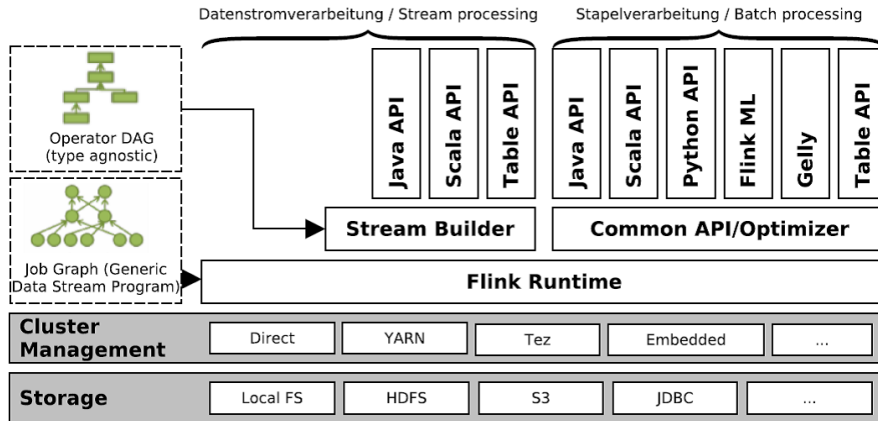 Datenstromverarbeitung / Stream processing
Stapelverarbeitung / Batch processing
Operator DAG
(type agnostic)
Java API
Scala API
Table API
Java API
Scala API
Python API
Flink ML
Gelly
Table API
Stream Builder
Common API/Optimizer
Job Graph (Generic
Data Stream Program)
Flink Runtime
Cluster
Management
Direct
YARN
Tez
Embedded
...
Storage
Local FS
HDFS
S3
JDBC
...